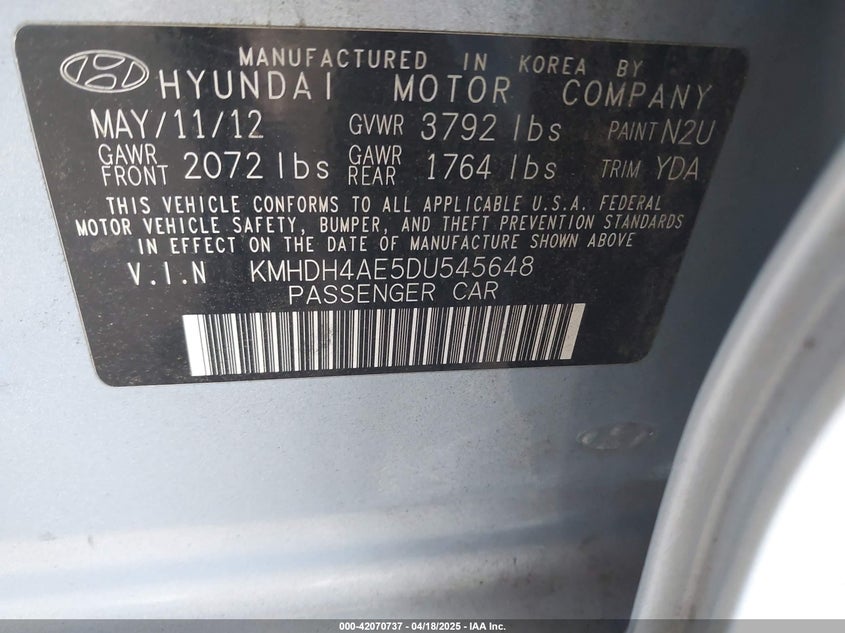 MANUFACTURED IN KOREA BY
HYUNDAI MOTOR COMPANY
MAY/11/12 GVWR 3792 lbs PAINT N2U
GAWR FRONT 2072 lbs GAWR REAR 1764 lbs TRIM YDA
THIS VEHICLE CONFORMS TO ALL APPLICABLE U.S.A. FEDERAL
MOTOR VEHICLE SAFETY, BUMPER, AND THEFT PREVENTION STANDARDS
IN EFFECT ON THE DATE OF MANUFACTURE SHOWN ABOVE
V.I.N KMHDH4AE5DU545648
PASSENGER CAR
000-42070737 - 04/18/2025 - IAA Inc.